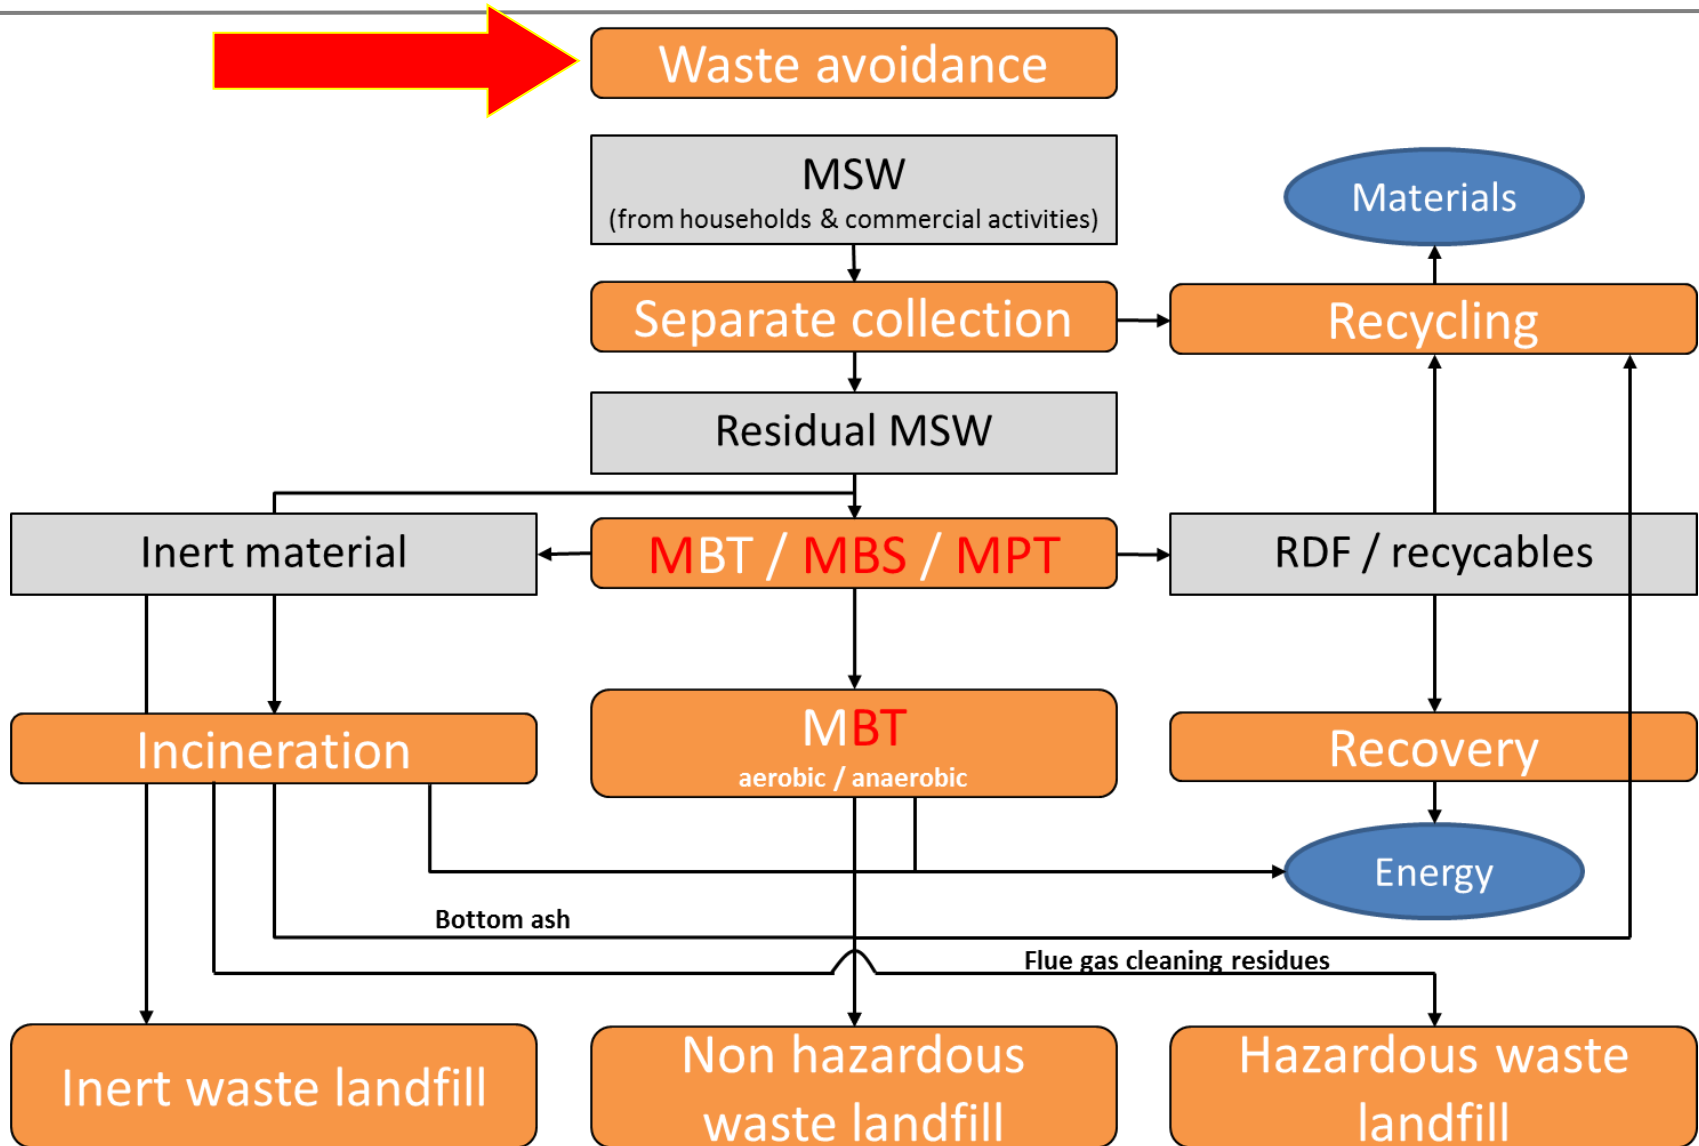 Waste avoidance
MSW
(from households & commercial activities)
Materials
Separate collection
Recycling
Residual MSW
Inert material
MBT / MBS / MPT
RDF / recycables
Incineration
MBT
aerobic / anaerobic
Recovery
Energy
Bottom ash
Flue gas cleaning residues
Inert waste landfill
Non hazardous
waste landfill
Hazardous waste
landfill